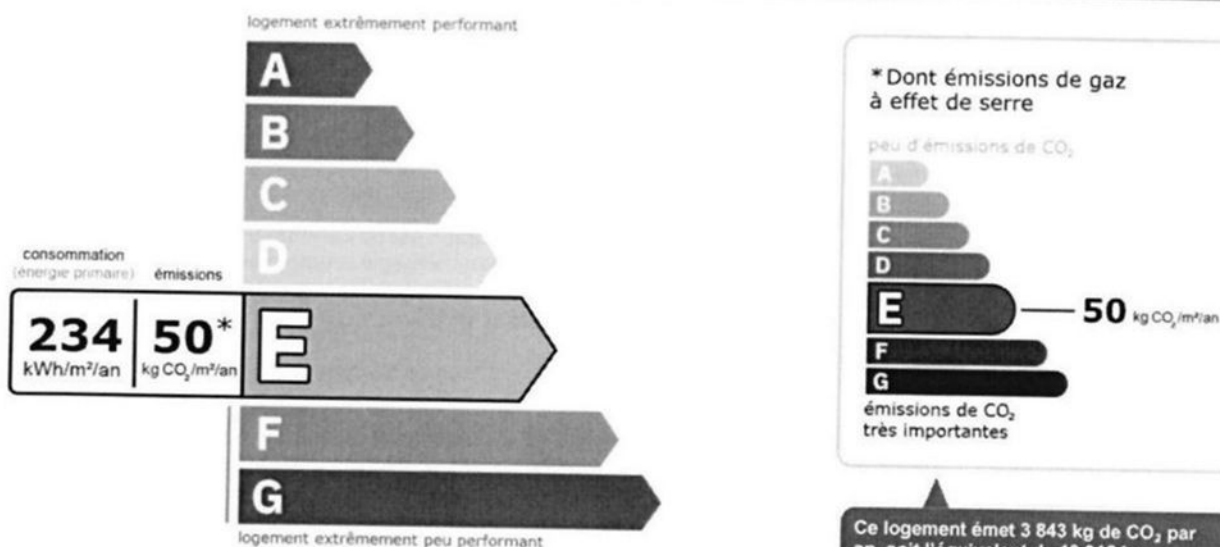 logement extrêmement performant
A
B
C
D
consommation
(énergie primaire) émissions
234 50* E
kWh/m²/an kg CO₂/m²/an
F
G
logement extrêmement peu performant
* Dont émissions de gaz
à effet de serre
peu d'émissions de CO₂
A
B
C
D
E 50 kg CO₂/m²/an
F
G
émissions de CO₂
très importantes
Ce logement émet 3 843 kg de CO₂ par